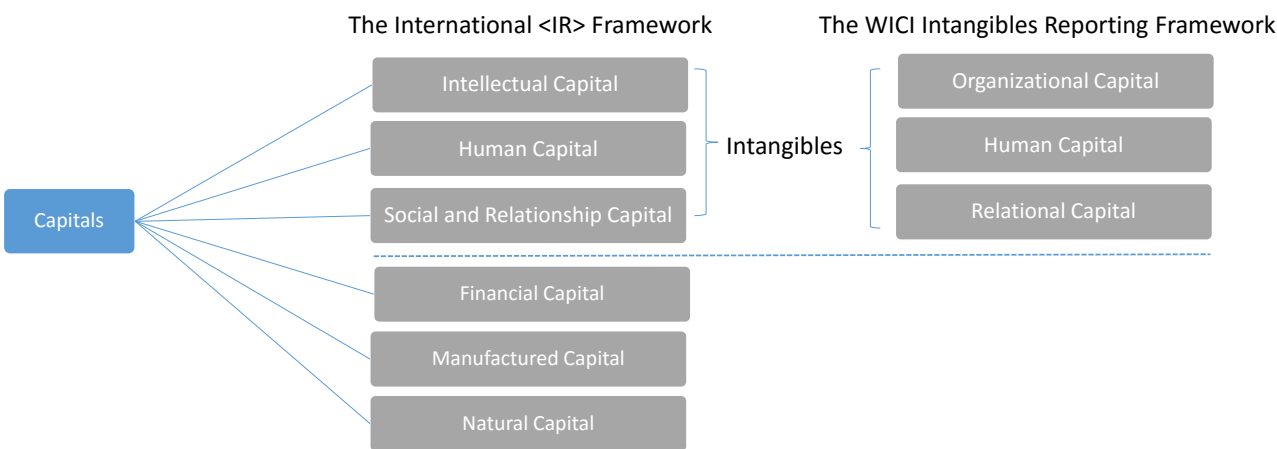 The International <IR> Framework
The WICI Intangibles Reporting Framework
Intellectual Capital
Organizational Capital
Human Capital
Intangibles
Human Capital
Capitals
Social and Relationship Capital
Relational Capital
Financial Capital
Manufactured Capital
Natural Capital